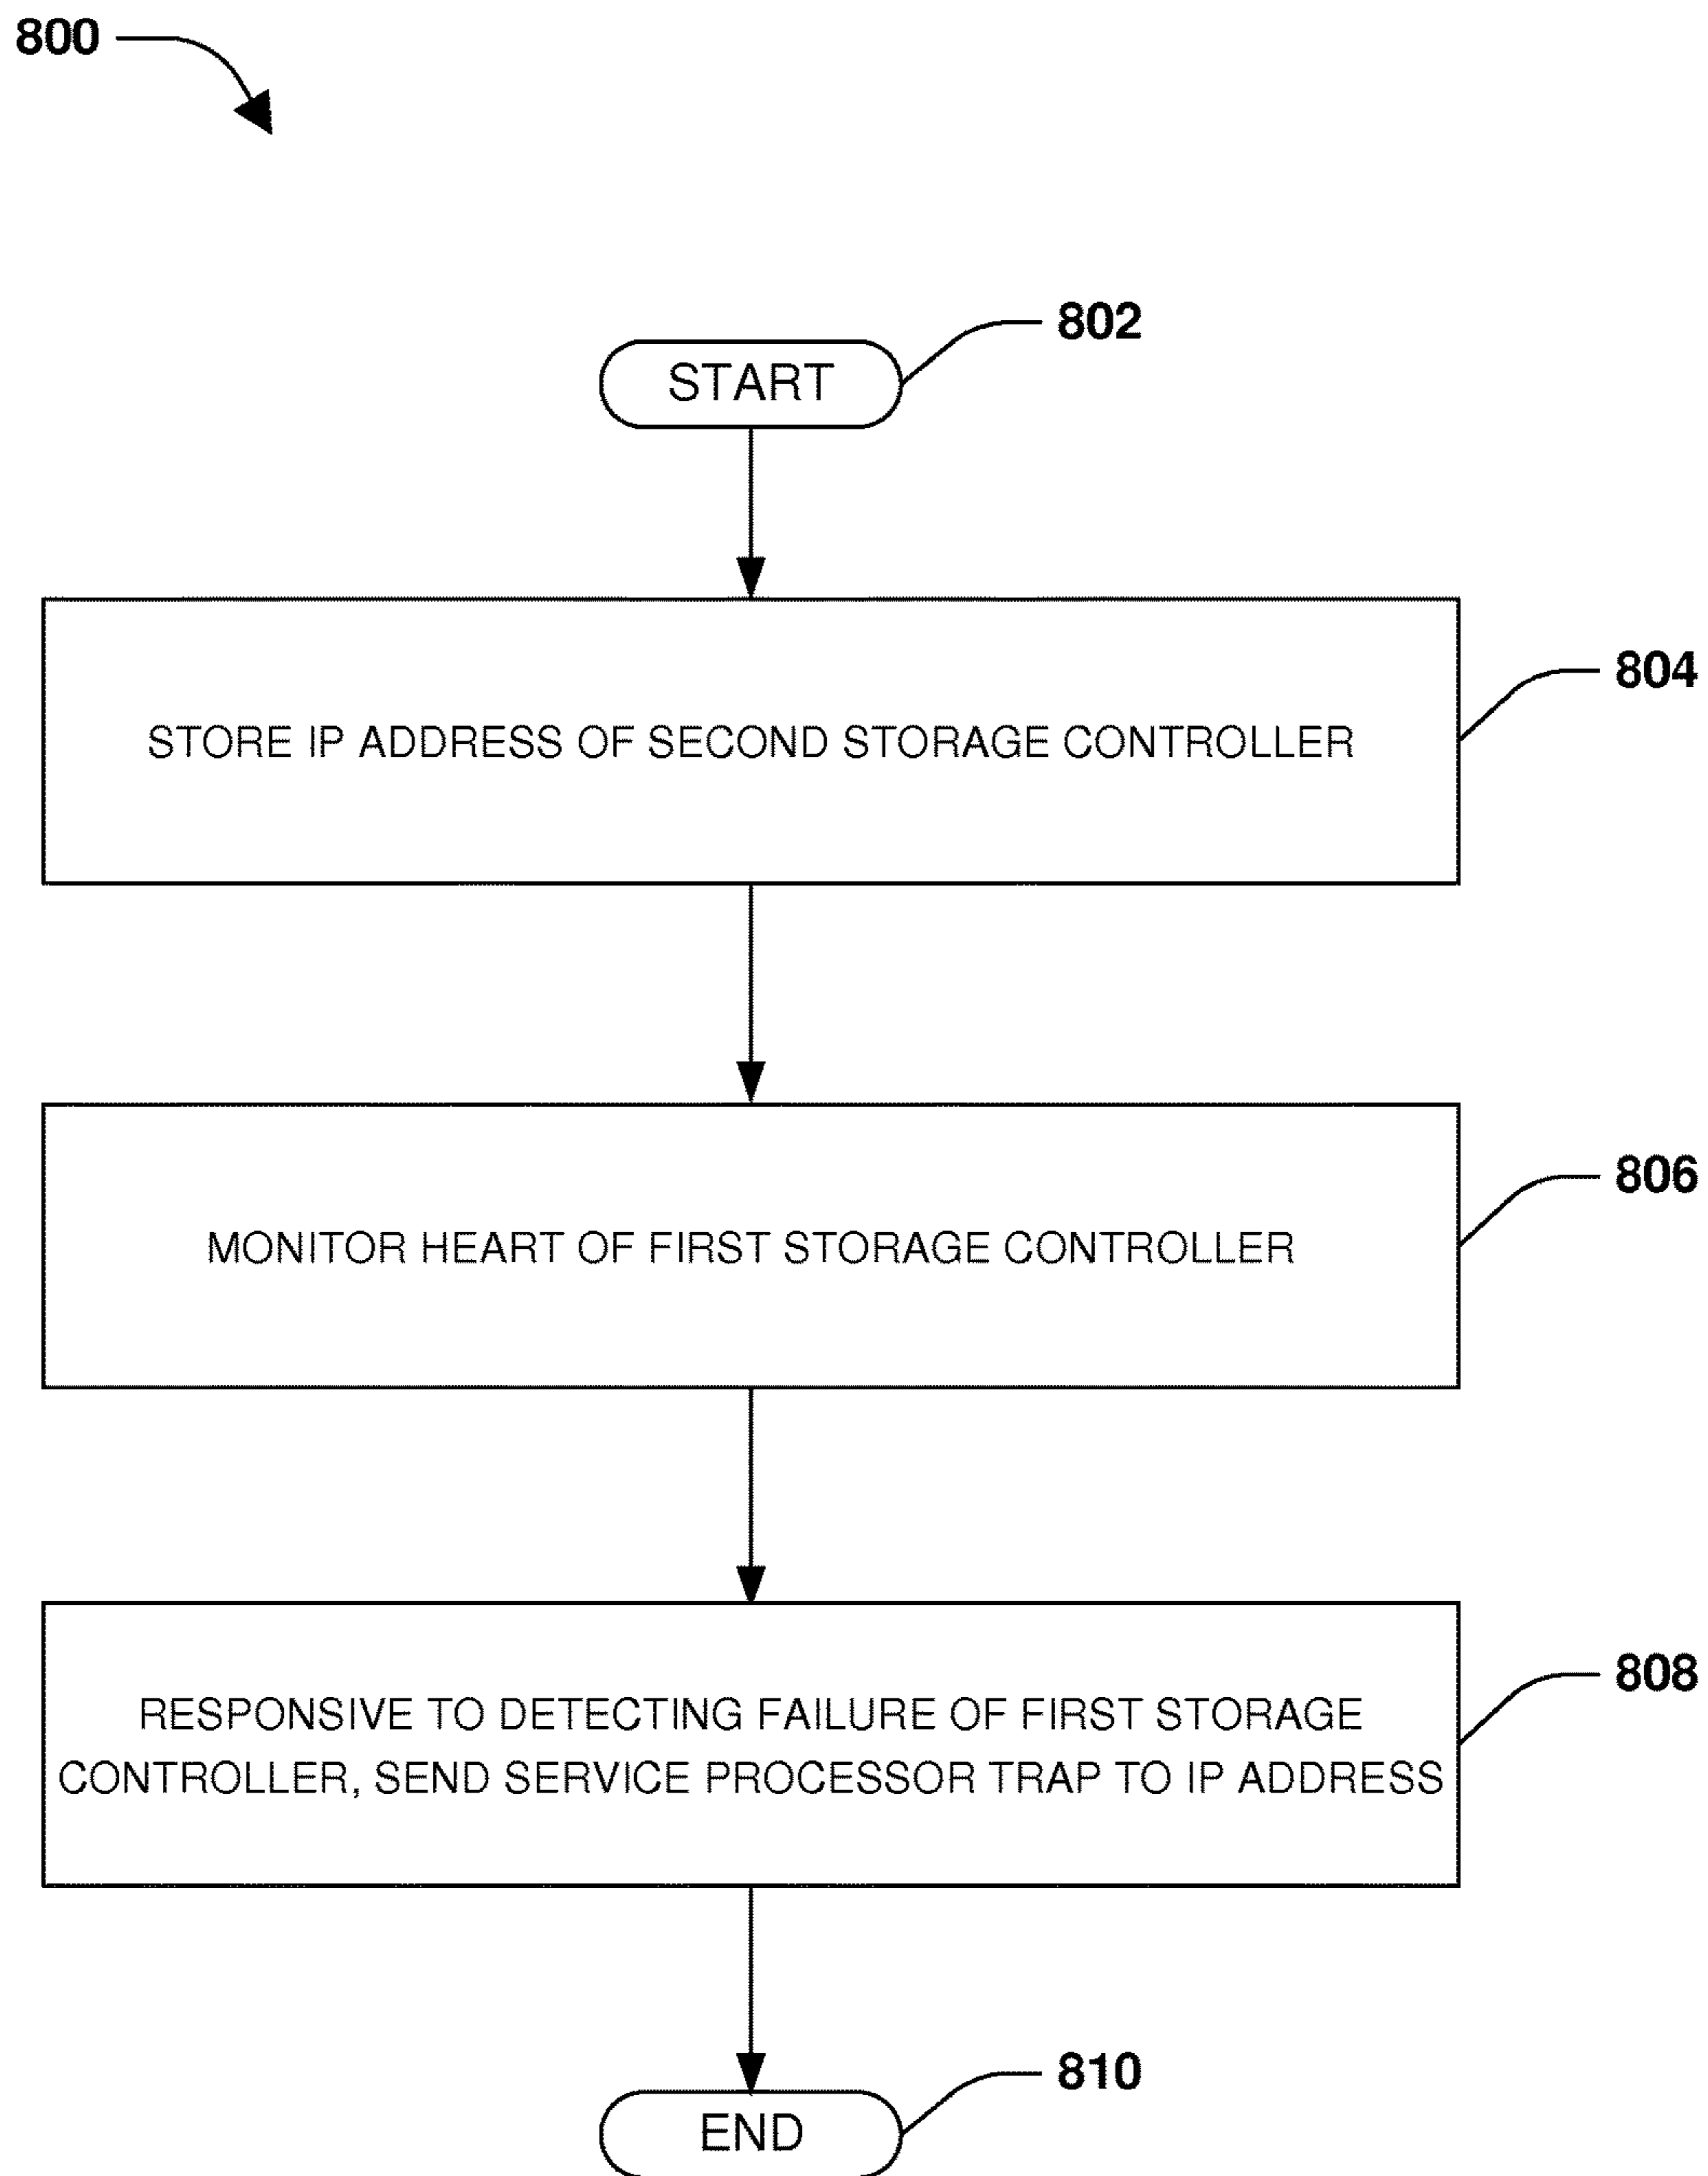 800
802
START
804
STORE IP ADDRESS OF SECOND STORAGE CONTROLLER
806
MONITOR HEART OF FIRST STORAGE CONTROLLER
808
RESPONSIVE TO DETECTING FAILURE OF FIRST STORAGE
CONTROLLER, SEND SERVICE PROCESSOR TRAP TO IP ADDRESS
810
END